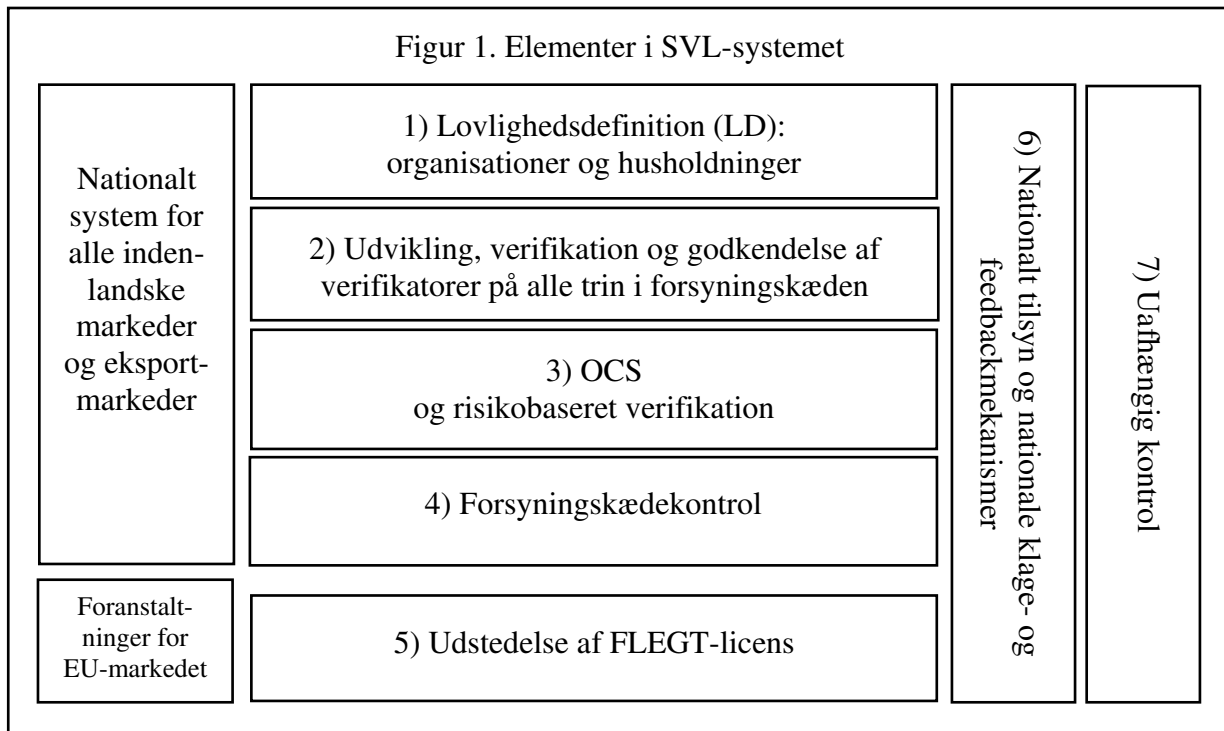 Figur 1. Elementer i SVL-systemet
Nationalt
system for
alle inden-
landske
markeder
og eksport-
markeder
1) Lovlighedsdefinition (LD):
organisationer og husholdninger
2) Udvikling, verifikation og godkendelse af
verifikatorer på alle trin i forsyningskæden
3) OCS
og risikobaseret verifikation
4) Forsyningskædekontrol
Foranstalt-
ninger for
EU-markedet
5) Udstedelse af FLEGT-licens
6) Nationalt tilsyn og nationale klage- og
feedbackmekanismer
7) Uafhængig kontrol